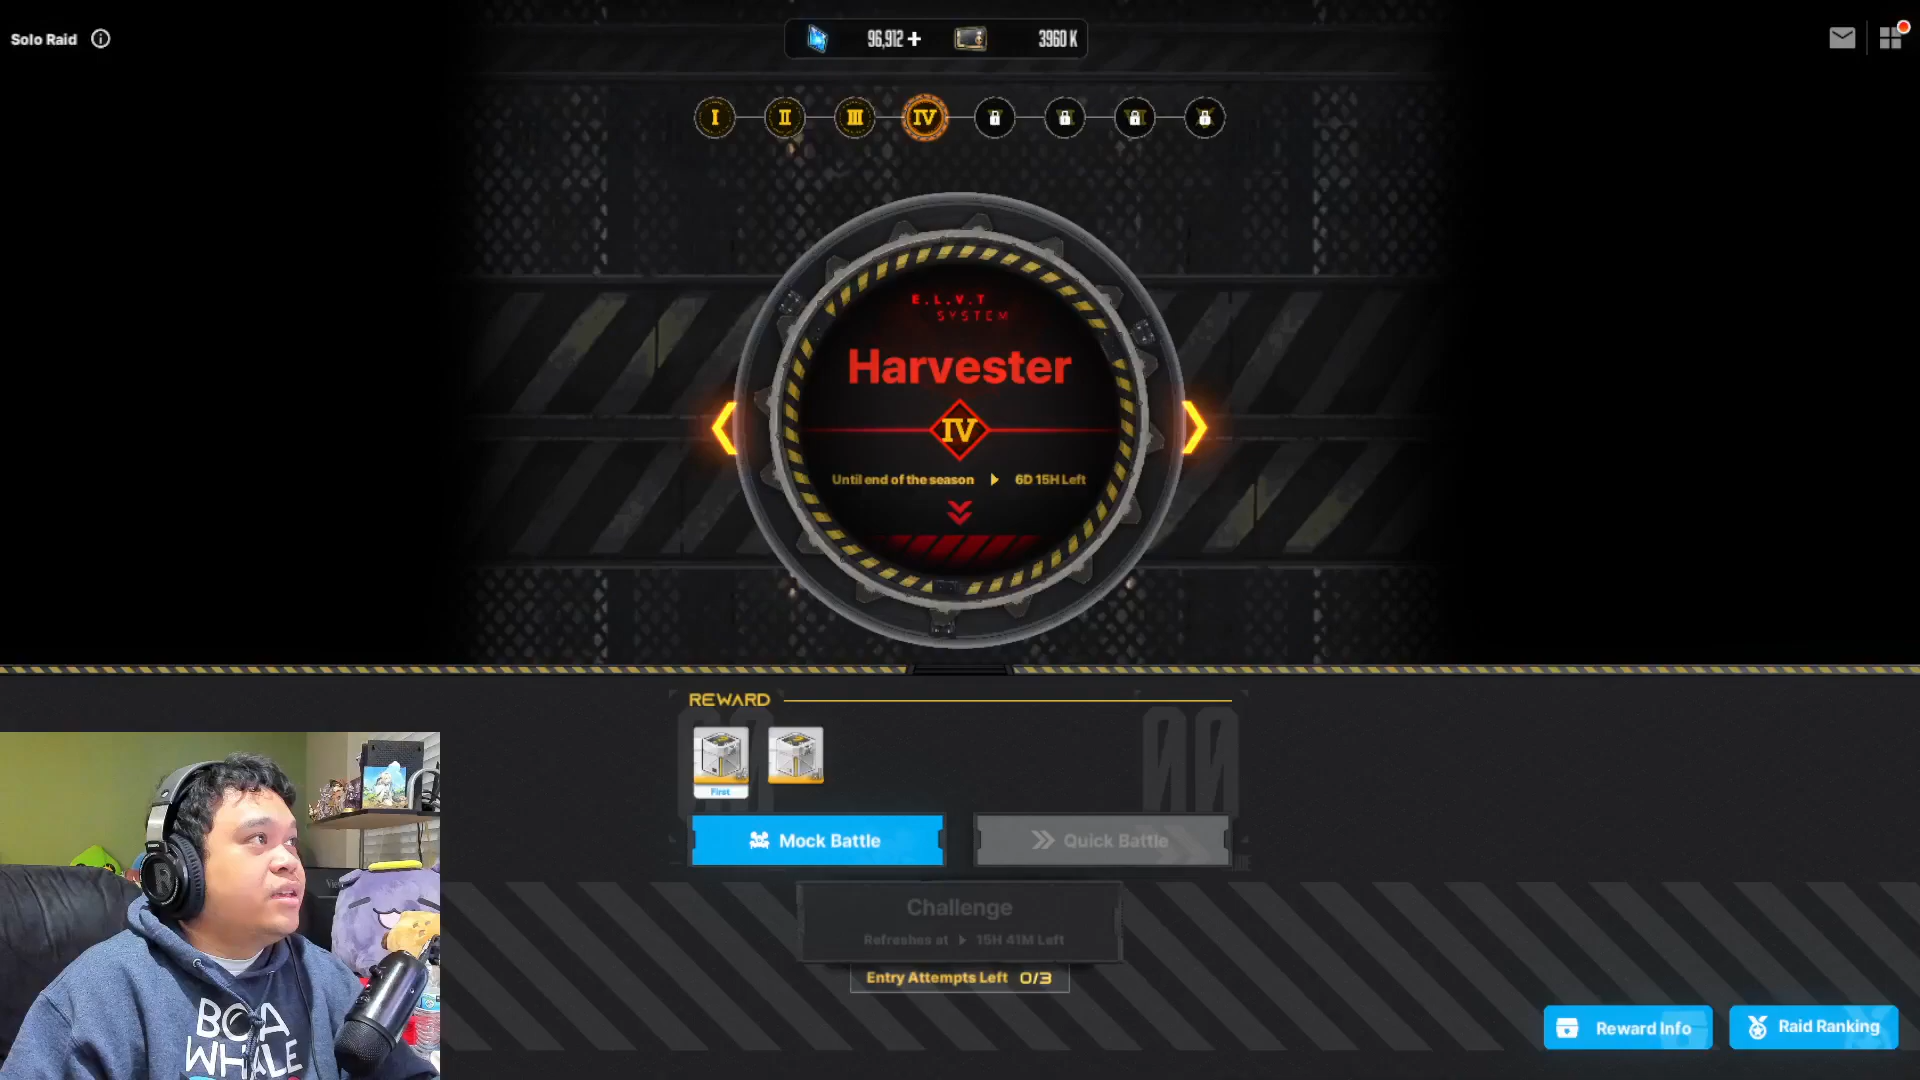 Solo Raid
96,912
3960 K
I II III IV
E.L.V.T
SYSTEM
Harvester
IV
Until end of the season 6D 15H Left
REWARD
First
Mock Battle
Quick Battle
Challenge
Refreshes at 15H 41M Left
Entry Attempts Left 0/3
Reward Info
Raid Ranking
BOA
WHALE